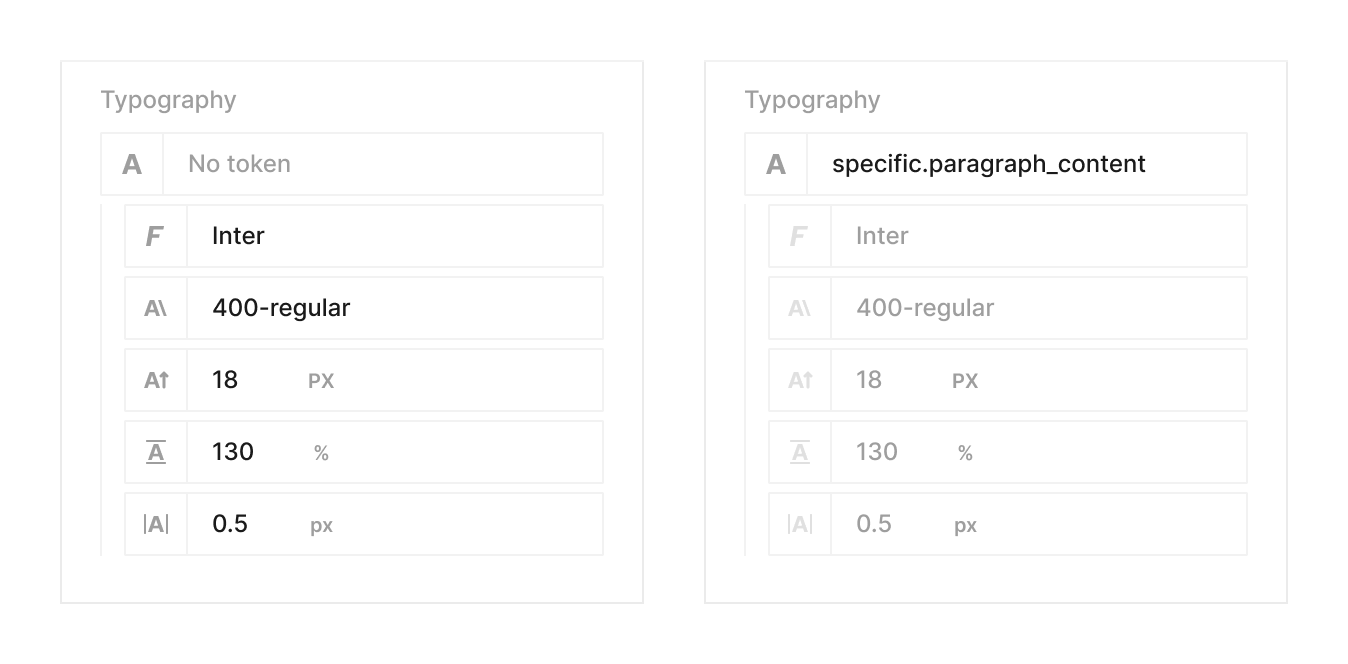 Typography
A No token
F Inter
A\ 400-regular
A↑ 18 PX
A 130 %
|A| 0.5 px
Typography
A specific.paragraph_content
F Inter
A\ 400-regular
A↑ 18 PX
A 130 %
|A| 0.5 px